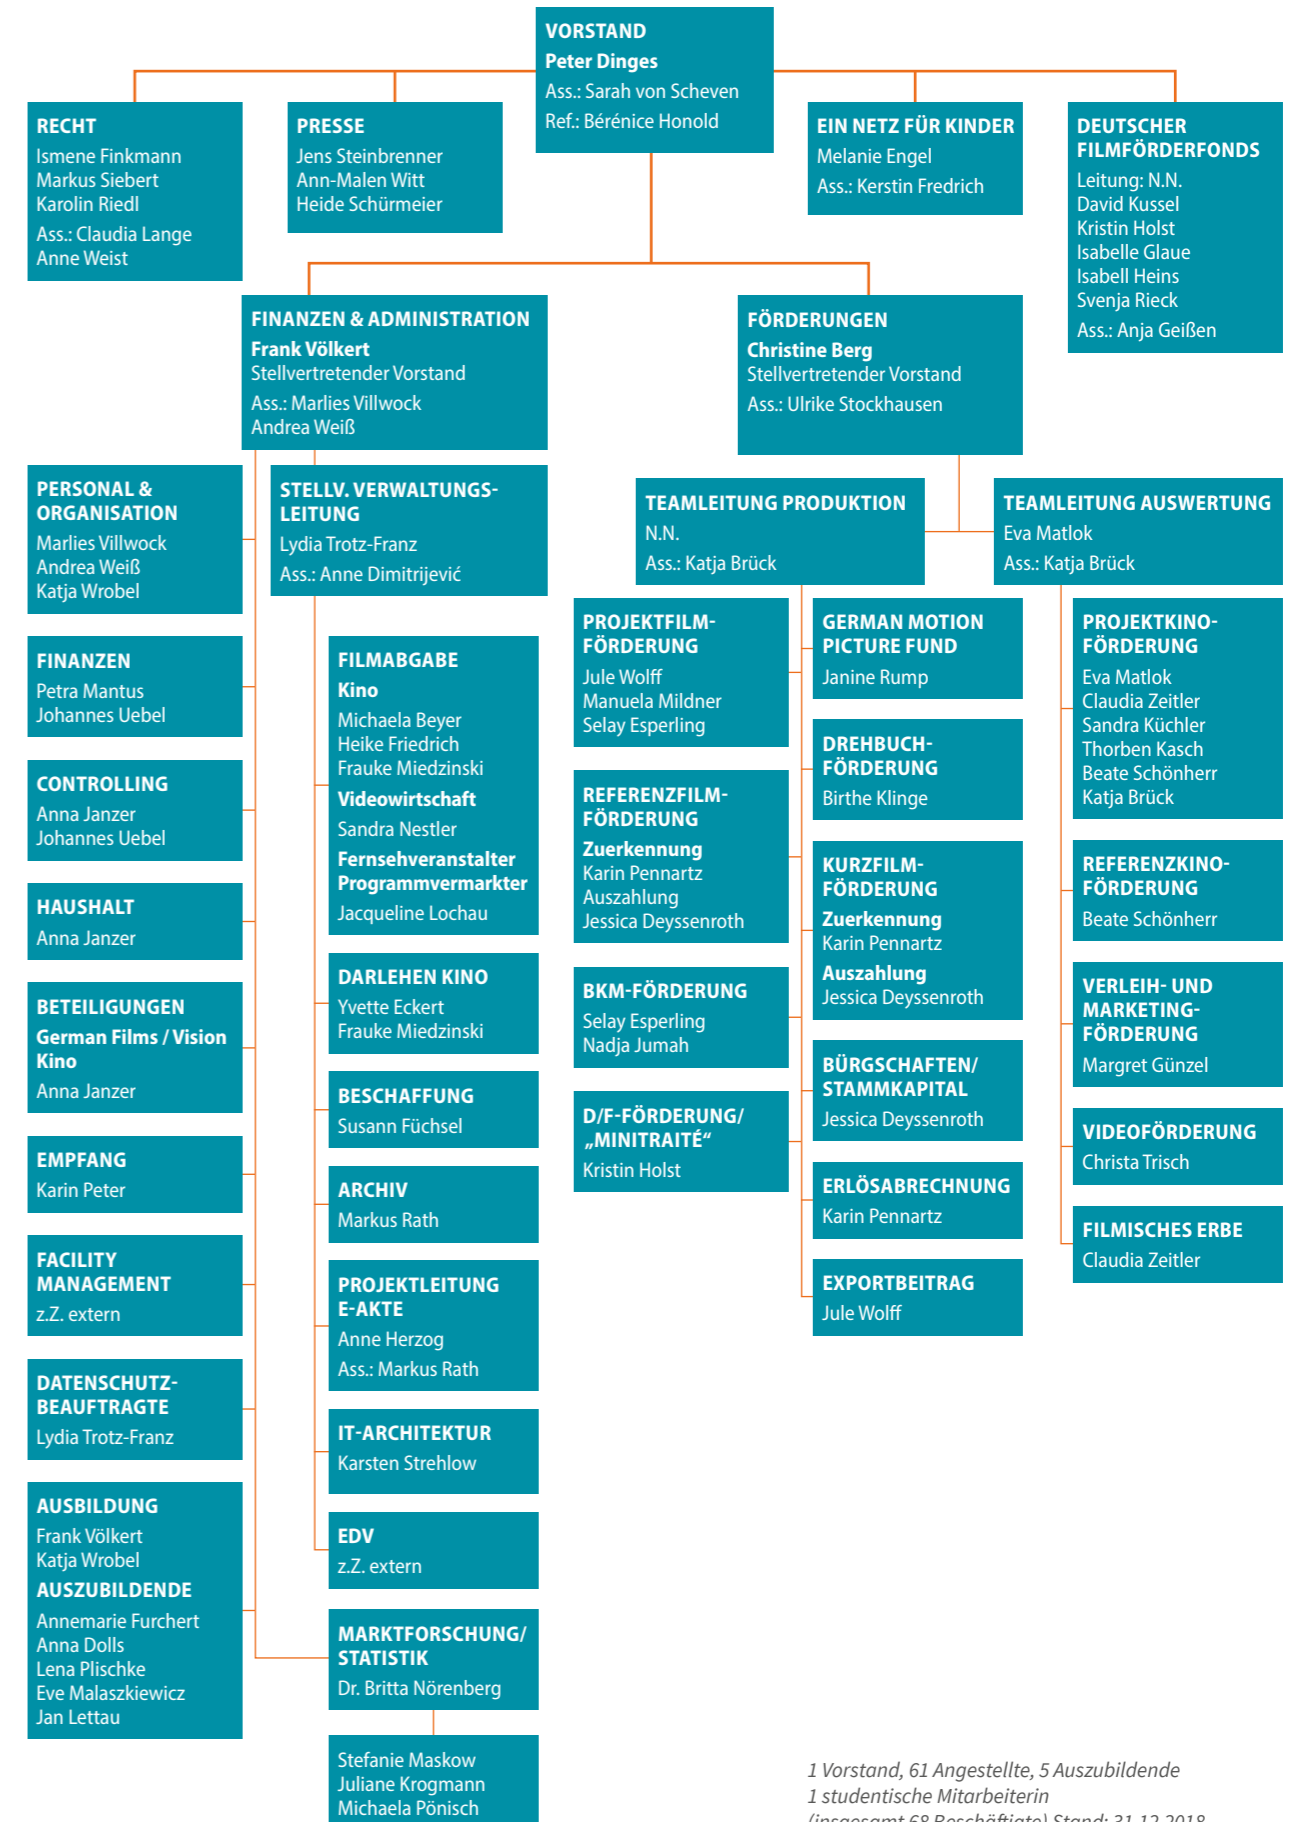 VORSTAND
Peter Dinges
Ass.: Sarah von Scheven
Ref.: Bérénice Honold
RECHT
Ismene Finkmann
Markus Siebert
Karolin Riedl
Ass.: Claudia Lange
Anne Weist
PRESSE
Jens Steinbrenner
Ann-Malen Witt
Heide Schürmeier
EIN NETZ FÜR KINDER
Melanie Engel
Ass.: Kerstin Fredrich
DEUTSCHER
FILMFÖRDERFONDS
Leitung: N.N.
David Kussel
Kristin Holst
Isabelle Glaue
Isabell Heins
Svenja Rieck
Ass.: Anja Geißen
FINANZEN & ADMINISTRATION
Frank Völkert
Stellvertretender Vorstand
Ass.: Marlies Villwock
Andrea Weiß
FÖRDERUNGEN
Christine Berg
Stellvertretender Vorstand
Ass.: Ulrike Stockhausen
PERSONAL &
ORGANISATION
Marlies Villwock
Andrea Weiß
Katja Wrobel
FINANZEN
Petra Mantus
Johannes Uebel
CONTROLLING
Anna Janzer
Johannes Uebel
HAUSHALT
Anna Janzer
BETEILIGUNGEN
German Films / Vision
Kino
Anna Janzer
EMPFANG
Karin Peter
FACILITY
MANAGEMENT
z.Z. extern
DATENSCHUTZ-
BEAUFTRAGTE
Lydia Trotz-Franz
AUSBILDUNG
Frank Völkert
Katja Wrobel
AUSZUBILDENDE
Annemarie Furchert
Anna Dolls
Lena Plischke
Eve Malaszkiewicz
Jan Lettau
STELLV. VERWALTUNGS-
LEITUNG
Lydia Trotz-Franz
Ass.: Anne Dimitrijević
FILMABGABE
Kino
Michaela Beyer
Heike Friedrich
Frauke Miedzinski
Videowirtschaft
Sandra Nestler
Fernsehveranstalter
Programmvermarkter
Jacqueline Lochau
DARLEHEN KINO
Yvette Eckert
Frauke Miedzinski
BESCHAFFUNG
Susann Füchsel
ARCHIV
Markus Rath
PROJEKTLEITUNG
E-AKTE
Anne Herzog
Ass.: Markus Rath
IT-ARCHITEKTUR
Karsten Strehlow
EDV
z.Z. extern
MARKTFORSCHUNG/
STATISTIK
Dr. Britta Nörenberg
Stefanie Maskow
Juliane Krogmann
Michaela Pönisch
TEAMLEITUNG PRODUKTION
N.N.
Ass.: Katja Brück
PROJEKTFILM-
FÖRDERUNG
Jule Wolff
Manuela Mildner
Selay Esperling
REFERENZFILM-
FÖRDERUNG
Zuerkennung
Karin Pennartz
Auszahlung
Jessica Deyssenroth
BKM-FÖRDERUNG
Selay Esperling
Nadja Jumah
D/F-FÖRDERUNG/
„MINITRAITÉ“
Kristin Holst
GERMAN MOTION
PICTURE FUND
Janine Rump
DREHBUCH-
FÖRDERUNG
Birthe Klinge
KURZFILM-
FÖRDERUNG
Zuerkennung
Karin Pennartz
Auszahlung
Jessica Deyssenroth
BÜRGSCHAFTEN/
STAMMKAPITAL
Jessica Deyssenroth
ERLÖSABRECHNUNG
Karin Pennartz
EXPORTBEITRAG
Jule Wolff
TEAMLEITUNG AUSWERTUNG
Eva Matlok
Ass.: Katja Brück
PROJEKTKINO-
FÖRDERUNG
Eva Matlok
Claudia Zeitler
Sandra Küchler
Thorben Kasch
Beate Schönherr
Katja Brück
REFERENZKINO-
FÖRDERUNG
Beate Schönherr
VERLEIH- UND
MARKETING-
FÖRDERUNG
Margret Günzel
VIDEOFÖRDERUNG
Christa Trisch
FILMISCHES ERBE
Claudia Zeitler
1 Vorstand, 61 Angestellte, 5 Auszubildende
1 studentische Mitarbeiterin
(insgesamt 68 Beschäftigte) Stand: 31.12.2018